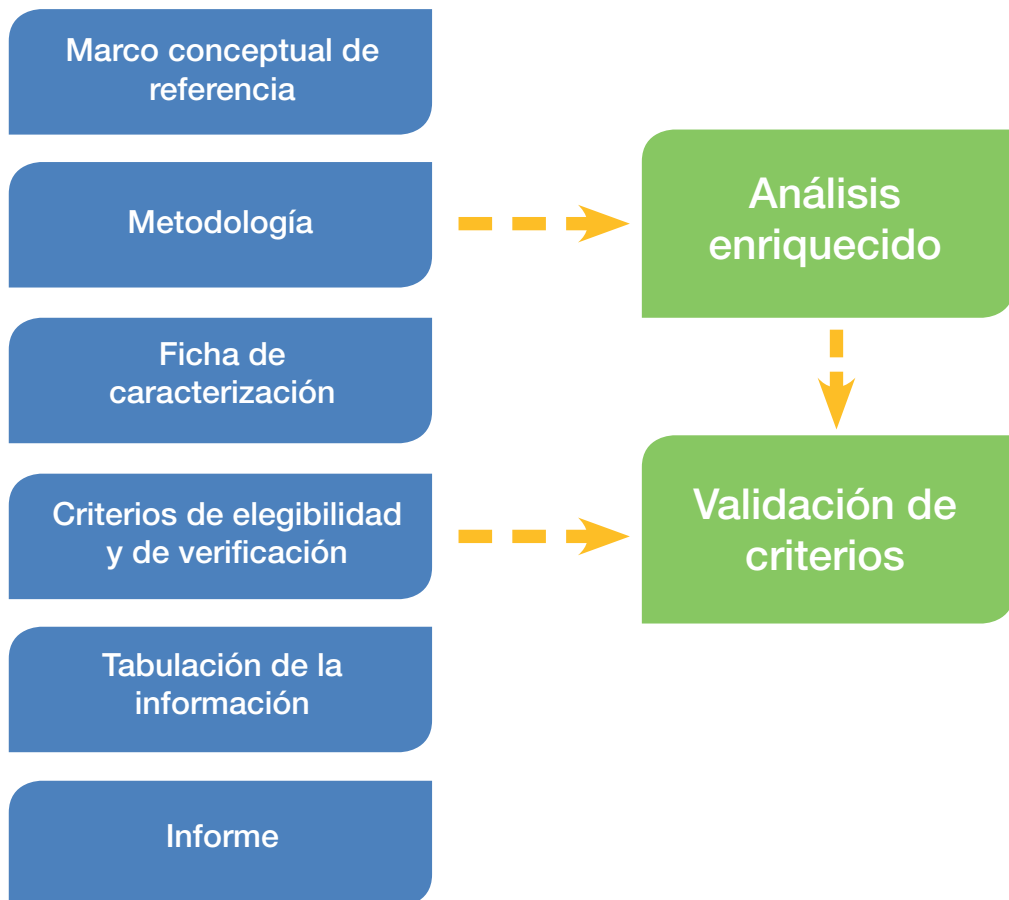 Marco conceptual de
referencia
Metodología
Análisis
enriquecido
Ficha de
caracterización
Criterios de elegibilidad
y de verificación
Validación de
criterios
Tabulación de la
información
Informe